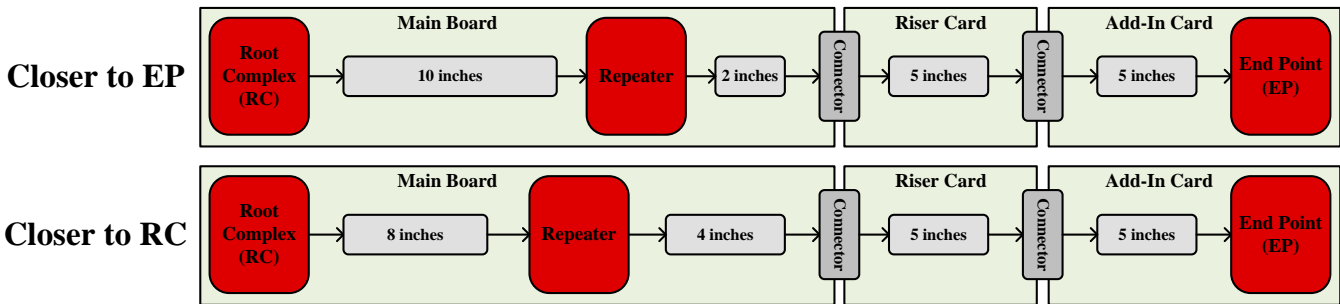 Main Board
Riser Card
Add-In Card
Closer to EP
Root
Complex
(RC)
10 inches
Repeater
2 inches
Connector
5 inches
Connector
5 inches
End Point
(EP)
Main Board
Riser Card
Add-In Card
Closer to RC
Root
Complex
(RC)
8 inches
Repeater
4 inches
Connector
5 inches
Connector
5 inches
End Point
(EP)